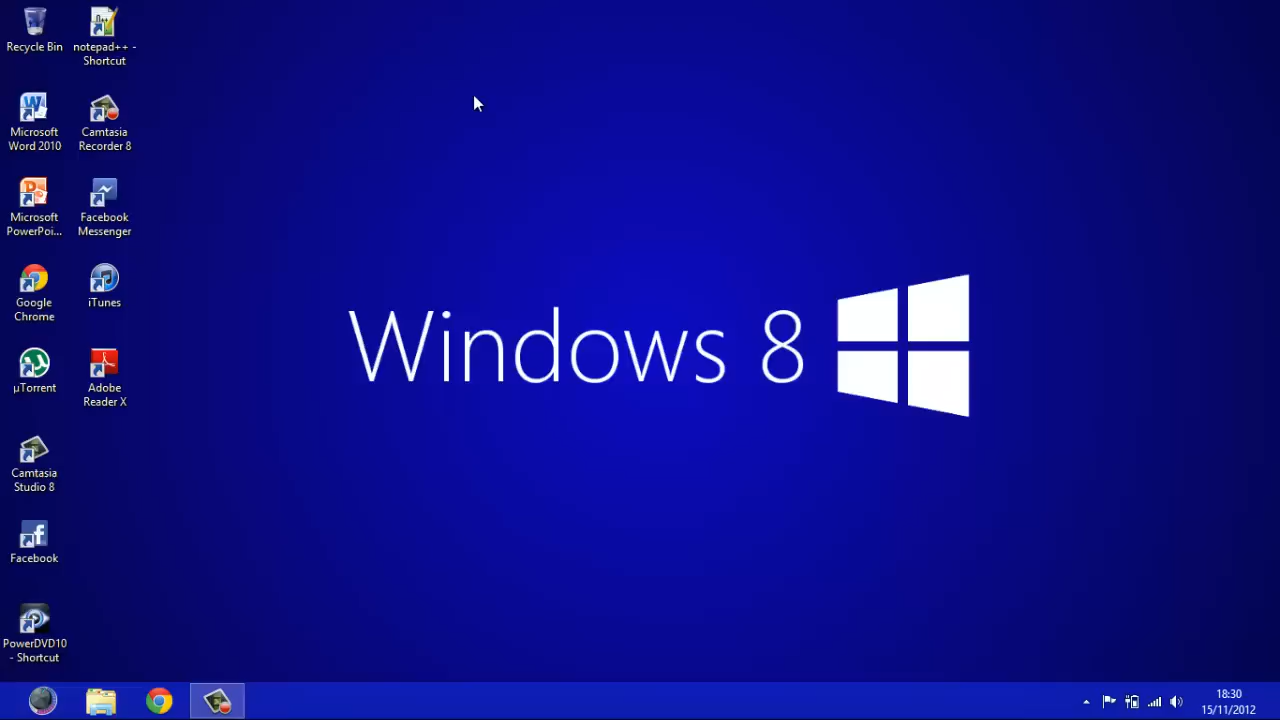 Recycle Bin
notepad++ -
Shortcut
Microsoft
Word 2010
Camtasia
Recorder 8
Microsoft
PowerPoi...
Facebook
Messenger
Google
Chrome
iTunes
µTorrent
Adobe
Reader X
Camtasia
Studio 8
Facebook
PowerDVD10
- Shortcut
Windows 8
18:30
15/11/2012